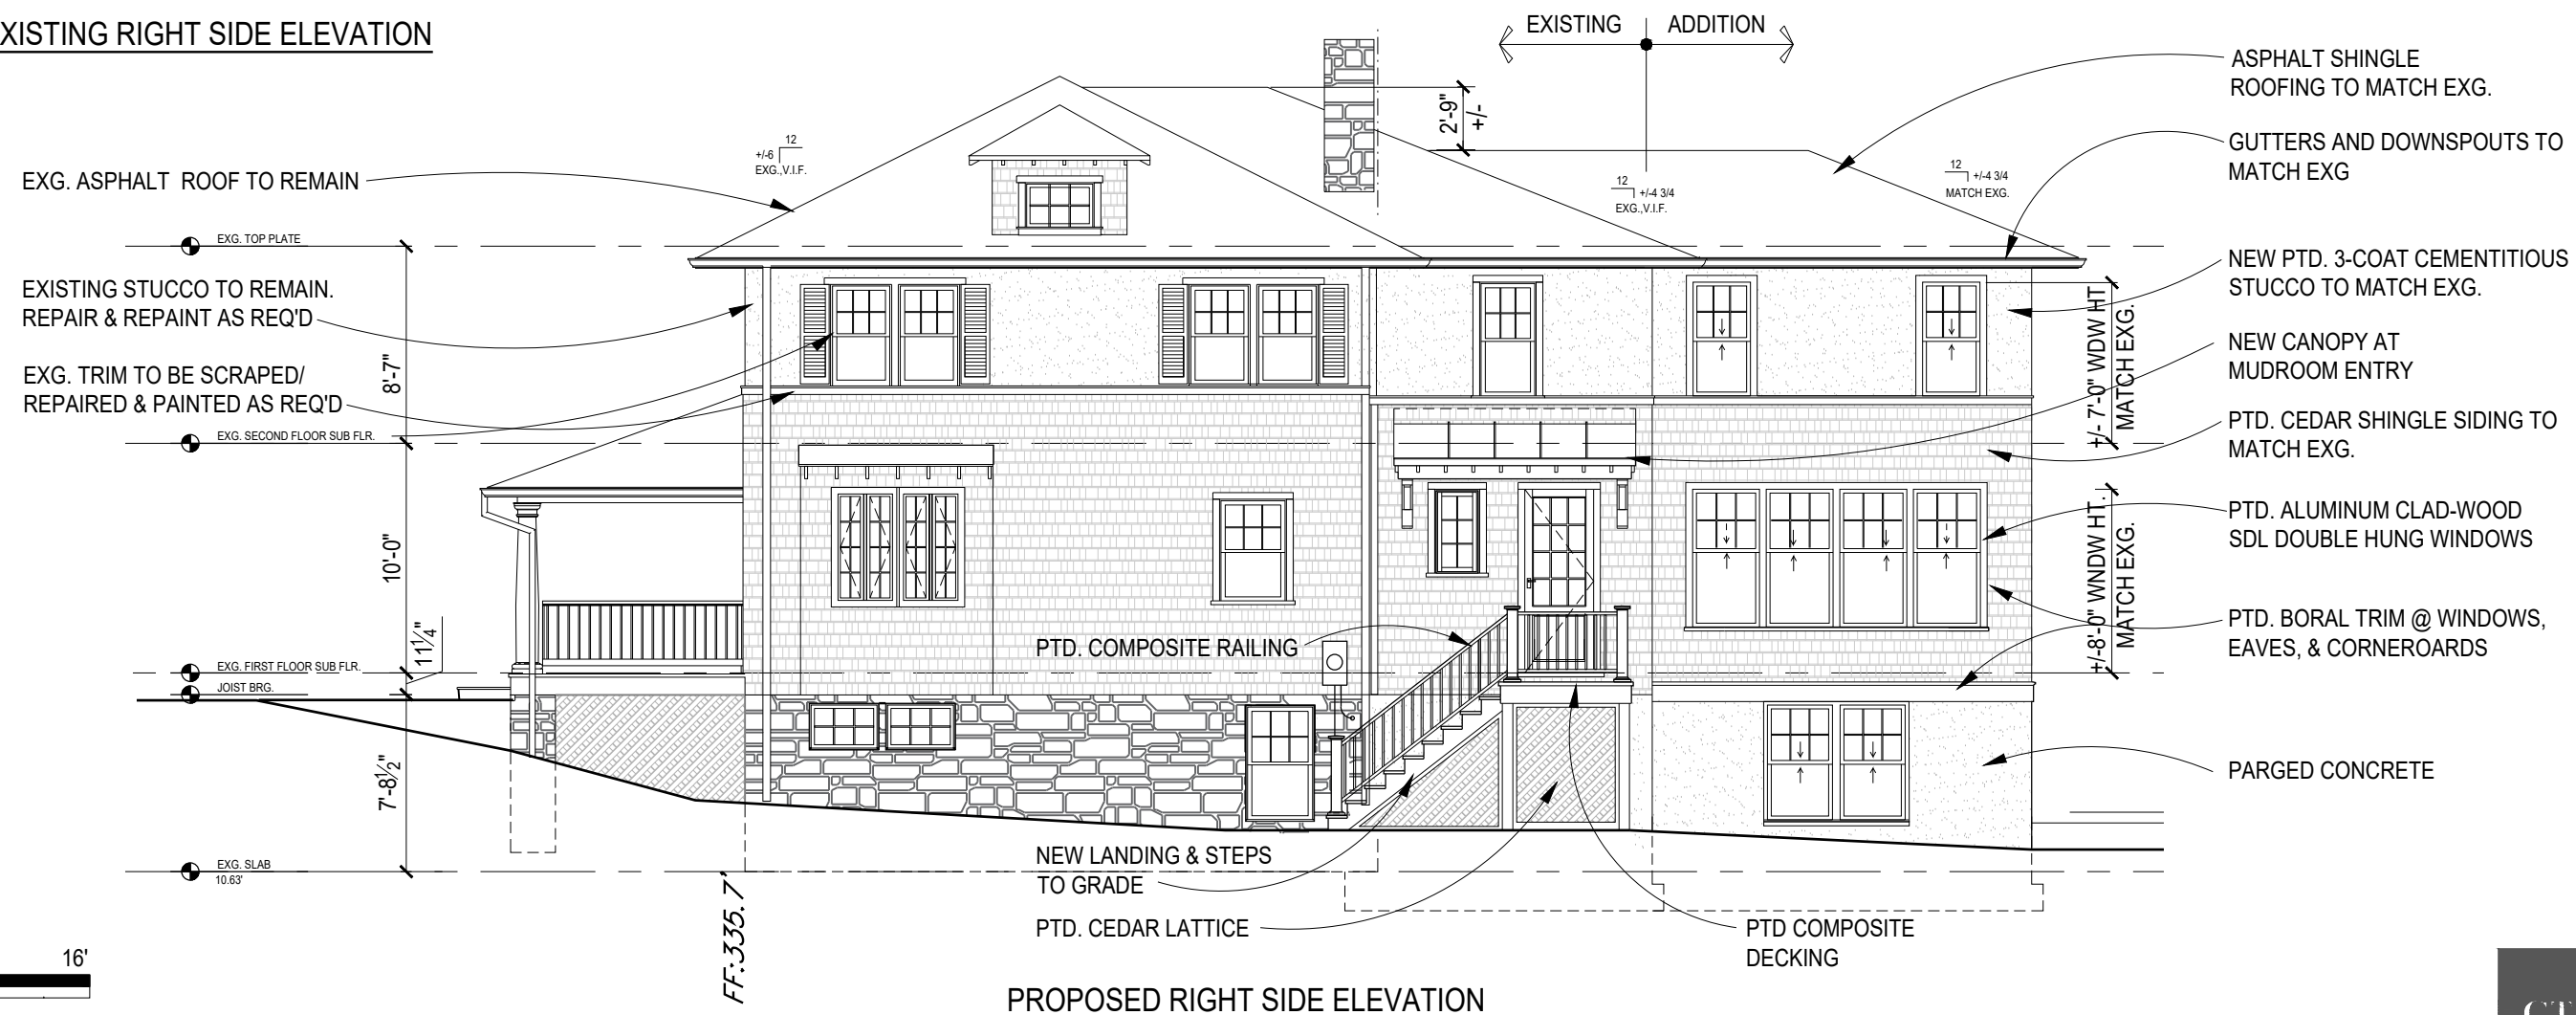 XISTING RIGHT SIDE ELEVATION
EXISTING
ADDITION
ASPHALT SHINGLE
ROOFING TO MATCH EXG.
2'-9"
+/-
12
+/-6
EXG.,V.I.F.
GUTTERS AND DOWNSPOUTS TO
MATCH EXG
EXG. ASPHALT ROOF TO REMAIN
12
+/-4 3/4
EXG.,V.I.F.
12
+/-4 3/4
MATCH EXG.
EXG. TOP PLATE
NEW PTD. 3-COAT CEMENTITIOUS
STUCCO TO MATCH EXG.
EXISTING STUCCO TO REMAIN.
REPAIR & REPAINT AS REQ'D
8'-7"
+/- 7'-0" WDW HT
MATCH EXG.
NEW CANOPY AT
MUDROOM ENTRY
EXG. TRIM TO BE SCRAPED/
REPAIRED & PAINTED AS REQ'D
EXG. SECOND FLOOR SUB FLR.
PTD. CEDAR SHINGLE SIDING TO
MATCH EXG.
10'-0"
+/-8'-0" WNDW HT.
MATCH EXG.
PTD. ALUMINUM CLAD-WOOD
SDL DOUBLE HUNG WINDOWS
11 1/4"
PTD. COMPOSITE RAILING
PTD. BORAL TRIM @ WINDOWS,
EAVES, & CORNEROARDS
EXG. FIRST FLOOR SUB FLR.
JOIST BRG.
7'-8 1/2"
PARGED CONCRETE
EXG. SLAB
10.63'
NEW LANDING & STEPS
TO GRADE
FF:335.7'
PTD. CEDAR LATTICE
PTD COMPOSITE
DECKING
16'
PROPOSED RIGHT SIDE ELEVATION